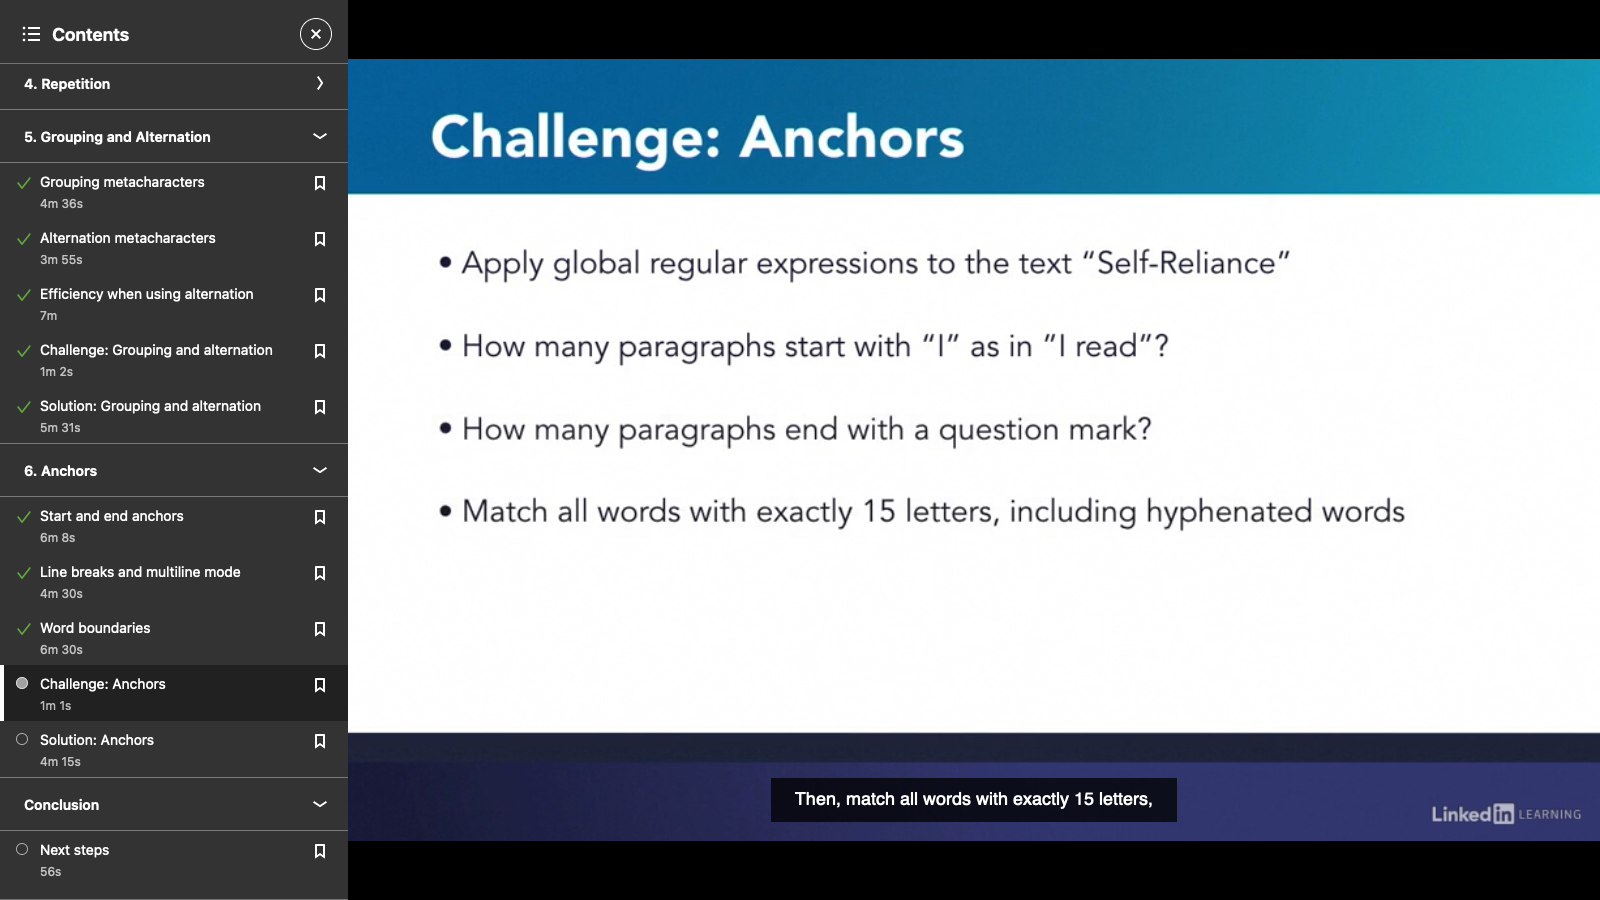 Contents
4. Repetition
5. Grouping and Alternation
Grouping metacharacters
4m 36s
Alternation metacharacters
3m 55s
Efficiency when using alternation
7m
Challenge: Grouping and alternation
1m 2s
Solution: Grouping and alternation
5m 31s
6. Anchors
Start and end anchors
6m 8s
Line breaks and multiline mode
4m 30s
Word boundaries
6m 30s
Challenge: Anchors
1m 1s
Solution: Anchors
4m 15s
Conclusion
Next steps
56s
Challenge: Anchors
• Apply global regular expressions to the text “Self-Reliance”
• How many paragraphs start with “I” as in “I read”?
• How many paragraphs end with a question mark?
• Match all words with exactly 15 letters, including hyphenated words
Then, match all words with exactly 15 letters,
Linked in LEARNING